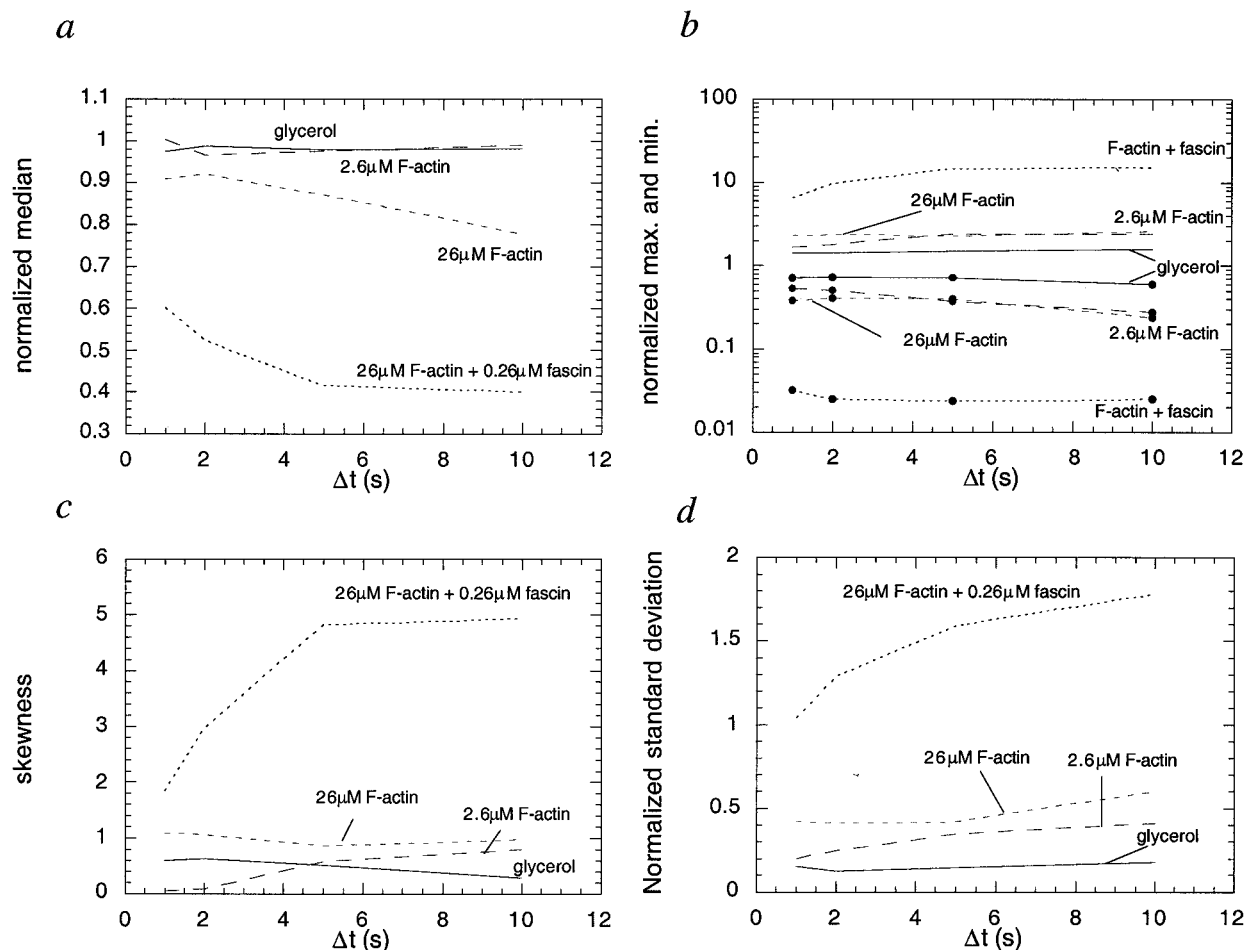 a
normalized median
1.1
1
0.9
0.8
0.7
0.6
0.5
0.4
0.3
glycerol
2.6μM F-actin
26μM F-actin
26μM F-actin + 0.26μM fascin
0 2 4 6 8 10 12
Δt (s)
b
normalized max. and min.
100
10
1
0.1
0.01
F-actin + fascin
26μM F-actin
2.6μM F-actin
glycerol
26μM F-actin
2.6μM F-actin
F-actin + fascin
0 2 4 6 8 10 12
Δt (s)
c
skewness
6
5
4
3
2
1
0
26μM F-actin + 0.26μM fascin
26μM F-actin
2.6μM F-actin
glycerol
0 2 4 6 8 10 12
Δt (s)
d
Normalized standard deviation
2
1.5
1
0.5
0
26μM F-actin + 0.26μM fascin
26μM F-actin
2.6μM F-actin
glycerol
0 2 4 6 8 10 12
Δt (s)